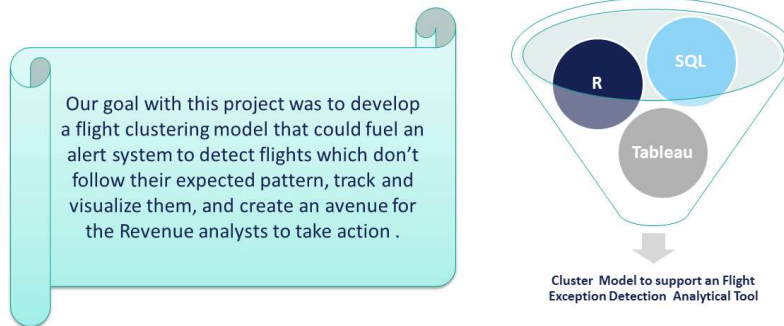 Our goal with this project was to develop
a flight clustering model that could fuel an
alert system to detect flights which don’t
follow their expected pattern, track and
visualize them, and create an avenue for
the Revenue analysts to take action .
R
SQL
Tableau
Cluster Model to support an Flight
Exception Detection Analytical Tool